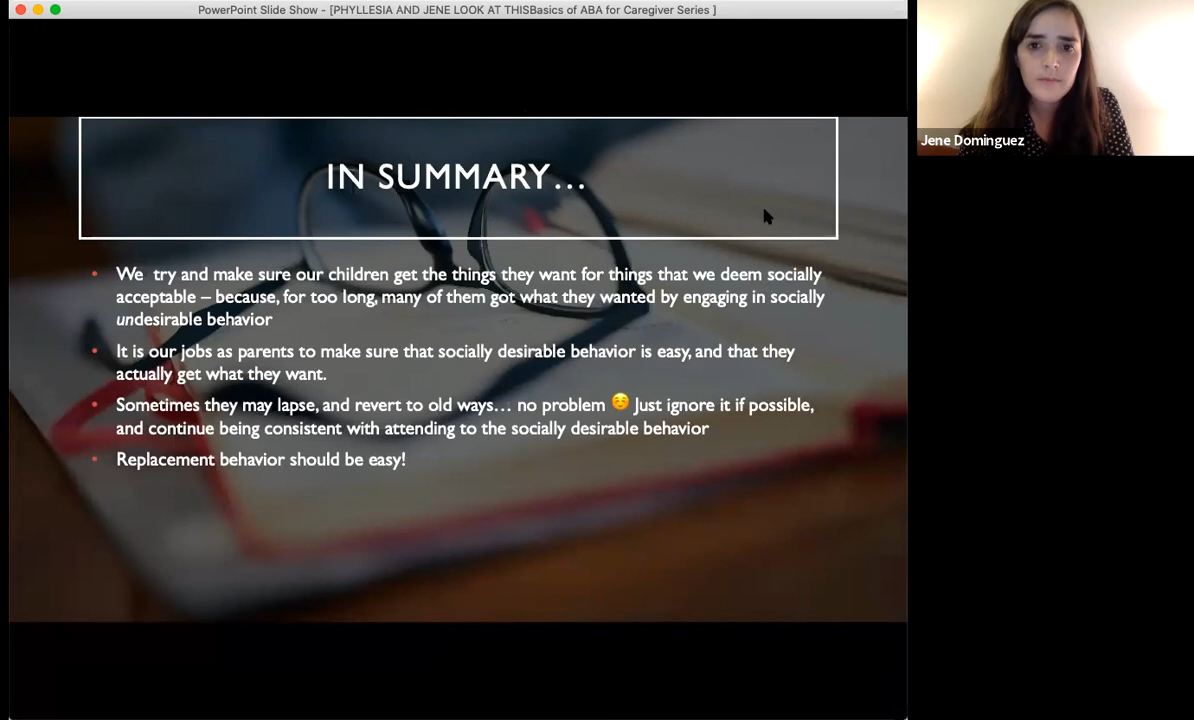 PowerPoint Slide Show - [PHYLLESIA AND JENE LOOK AT THISBasics of ABA for Caregiver Series ]
Jene Dominguez
IN SUMMARY…
• We try and make sure our children get the things they want for things that we deem socially
acceptable – because, for too long, many of them got what they wanted by engaging in socially
undesirable behavior
• It is our jobs as parents to make sure that socially desirable behavior is easy, and that they
actually get what they want.
• Sometimes they may lapse, and revert to old ways… no problem ☺️ Just ignore it if possible,
and continue being consistent with attending to the socially desirable behavior
• Replacement behavior should be easy!